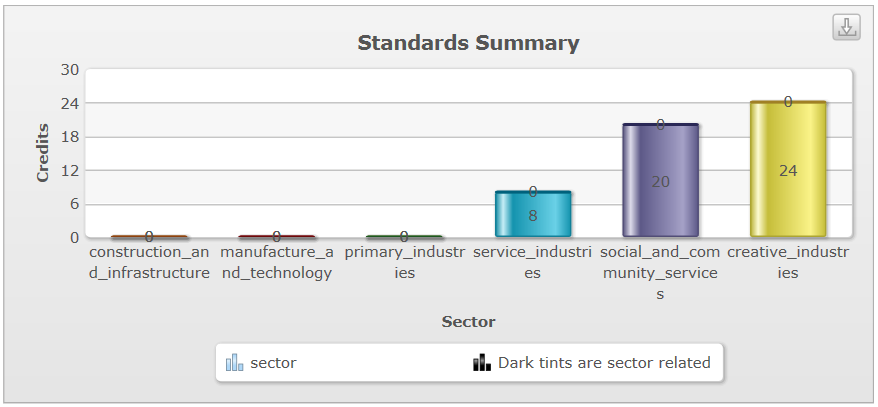 Standards Summary
30
24
18
12
6
0
Credits
0
0
0
0
8
0
20
0
24
construction_an
d_infrastructure
manufacture_a
nd_technology
primary_industr
ies
service_industri
es
social_and_com
munity_service
s
creative_industr
ies
Sector
sector
Dark tints are sector related